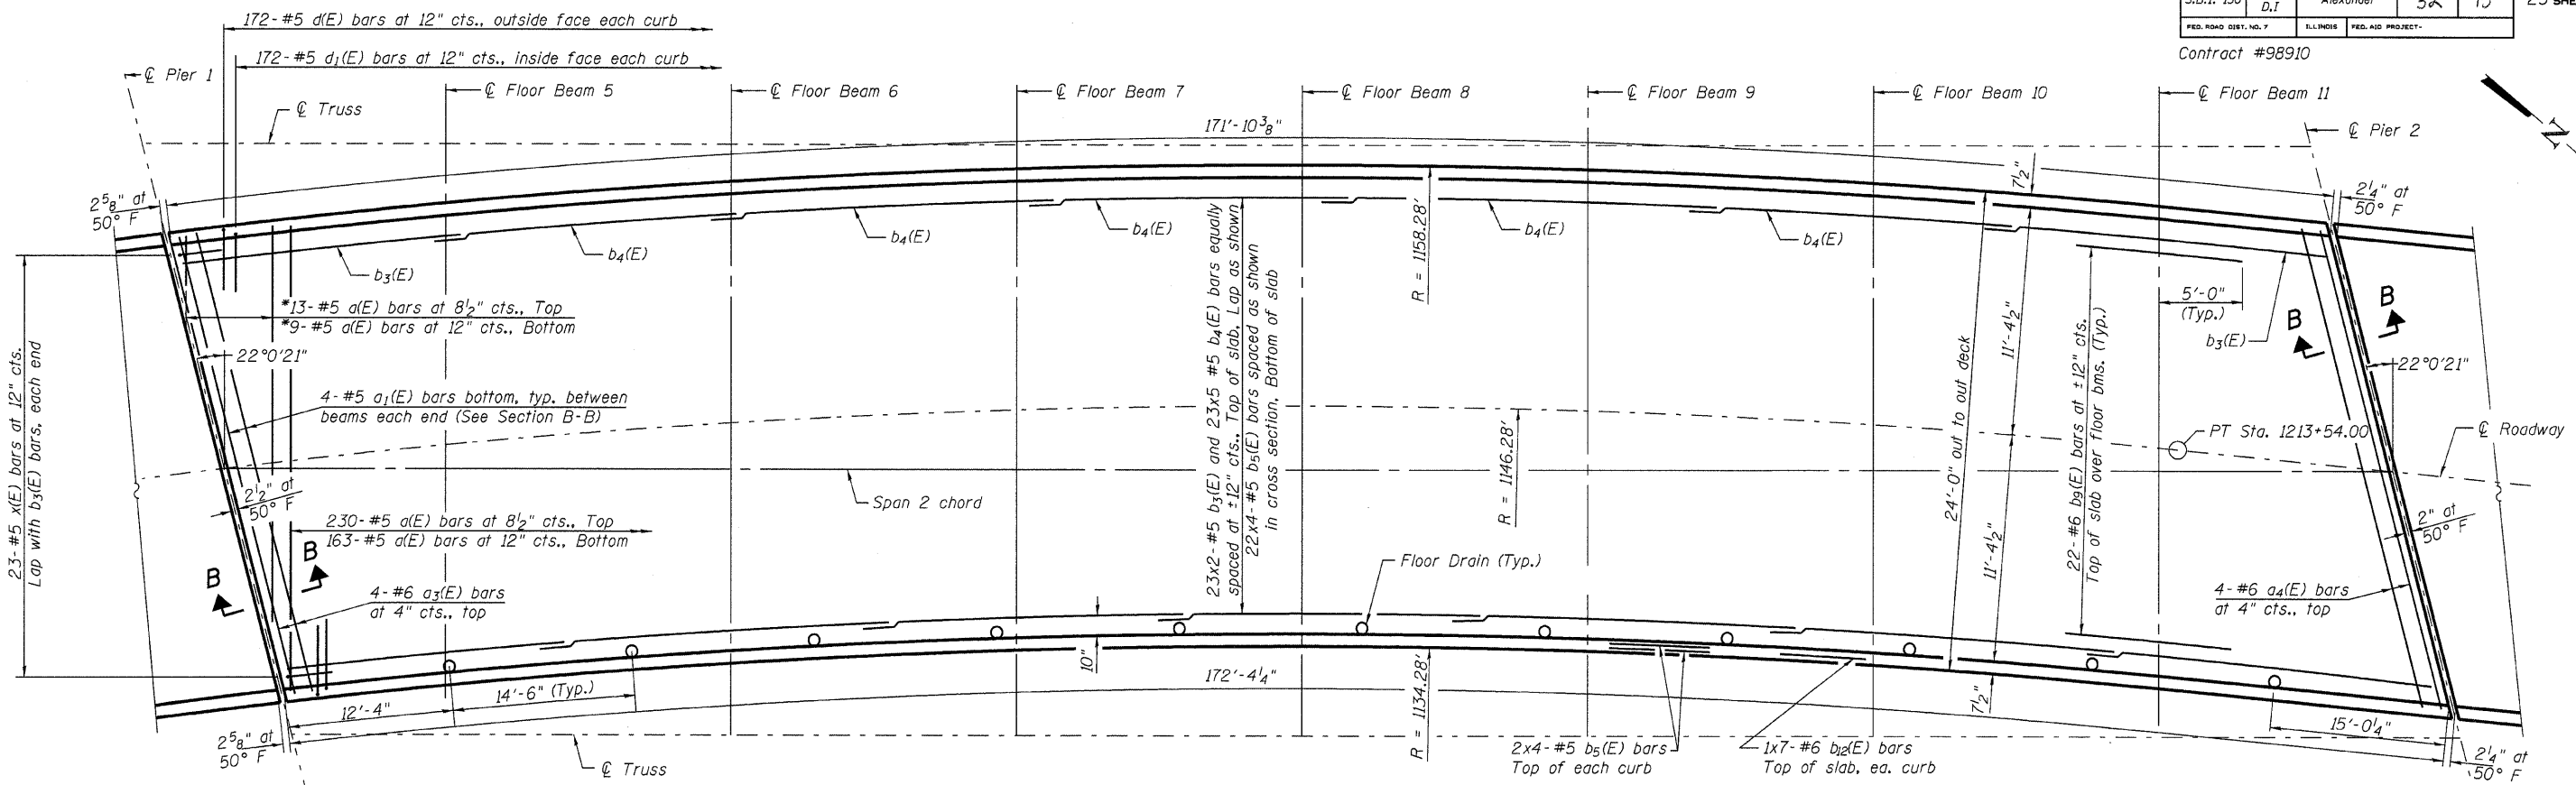 172-#5 d(E) bars at 12" cts., outside face each curb
172-#5 d₁(E) bars at 12" cts., inside face each curb
D.I
Alexander
52
15
FED. ROAD DIST. NO. 7
ILLINOIS
FED. AID PROJECT-
Contract #98910
℄ Pier 1
℄ Truss
℄ Floor Beam 5
℄ Floor Beam 6
℄ Floor Beam 7
℄ Floor Beam 8
℄ Floor Beam 9
℄ Floor Beam 10
℄ Floor Beam 11
℄ Pier 2
N
171'-10⅜"
7½"
2⅝" at
50° F
2¼" at
50° F
b₃(E)
b₄(E)
b₄(E)
b₄(E)
b₄(E)
b₄(E)
b₃(E)
*13-#5 a(E) bars at 8½" cts., Top
*9-#5 a(E) bars at 12" cts., Bottom
22°0'21"
4-#5 a₁(E) bars bottom, typ. between
beams each end (See Section B-B)
23-#5 x(E) bars at 12" cts.
Lap with b₃(E) bars, each end
2½" at
50° F
230-#5 a(E) bars at 8½" cts., Top
163-#5 a(E) bars at 12" cts., Bottom
B
B
4-#6 a₃(E) bars
at 4" cts., top
Span 2 chord
23x2-#5 b₃(E) and 23x5 #5 b₄(E) bars equally
spaced at ±12" cts., Top of slab. Lap as shown
22x4-#5 b₅(E) bars spaced as shown
in cross section, Bottom of slab
R = 1158.28'
R = 1146.28'
R = 1134.28'
Floor Drain (Typ.)
24'-0" out to out deck
11'-4½"
11'-4½"
22-#6 b₉(E) bars at ±12" cts.
Top of slab over floor bms. (Typ.)
5'-0"
(Typ.)
B
B
22°0'21"
PT Sta. 1213+54.00
℄ Roadway
2" at
50° F
4-#6 a₄(E) bars
at 4" cts., top
12'-4"
14'-6" (Typ.)
10"
172'-4¼"
7½"
15'-0¼"
2⅝" at
50° F
℄ Truss
2x4-#5 b₅(E) bars
Top of each curb
1x7-#6 b₁₂(E) bars
Top of slab, ea. curb
2¼" at
50° F